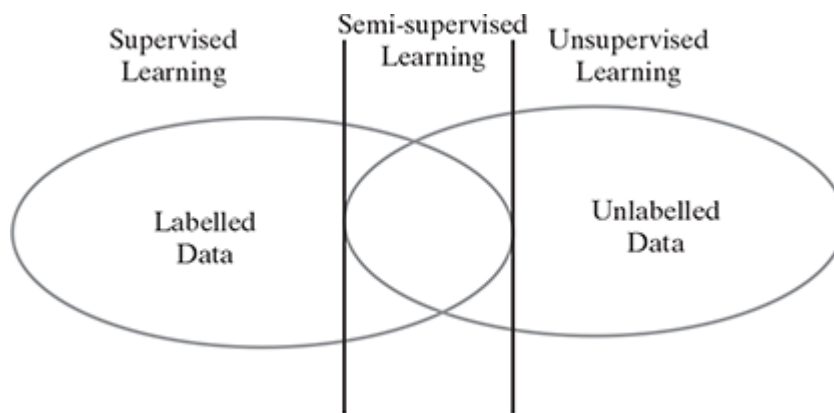 Supervised
Learning
Semi-supervised
Learning
Unsupervised
Learning
Labelled
Data
Unlabelled
Data